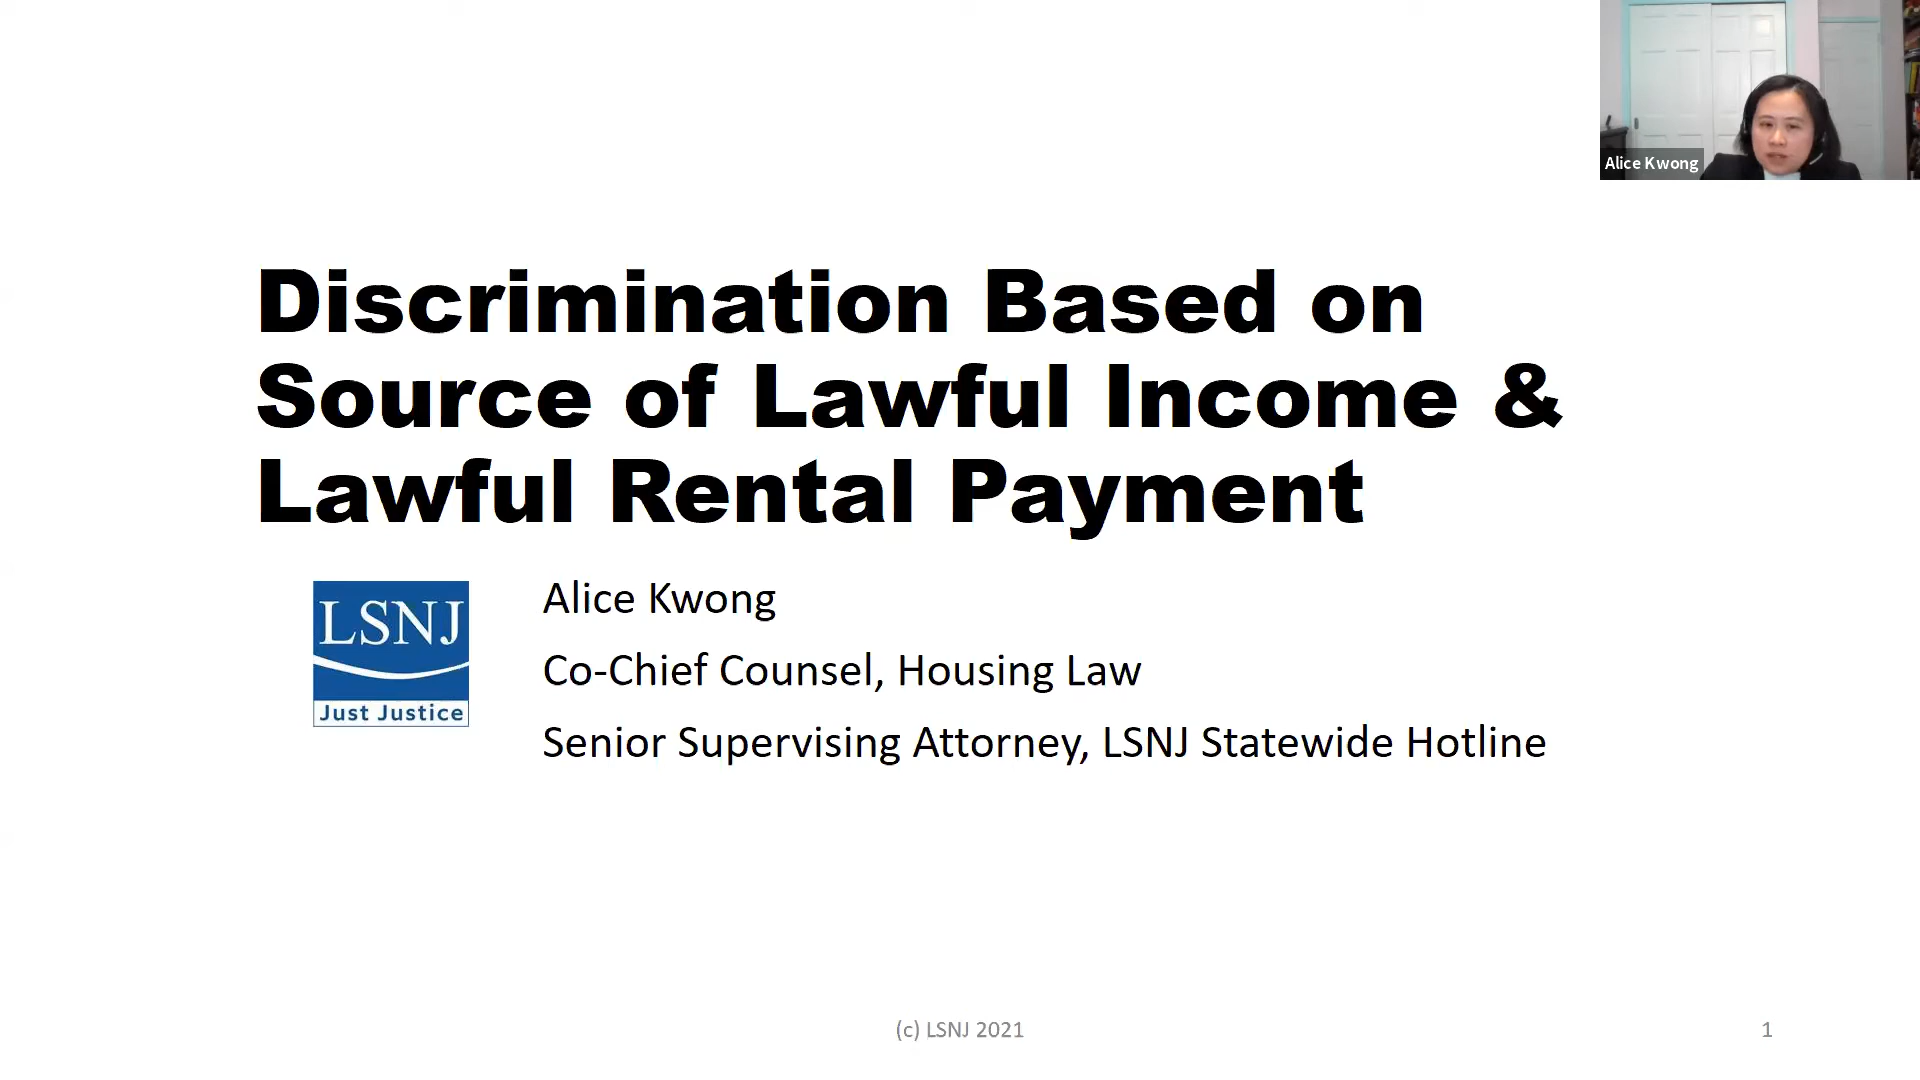 Alice Kwong
Discrimination Based on
Source of Lawful Income &
Lawful Rental Payment
LSNJ
Just Justice
Alice Kwong
Co-Chief Counsel, Housing Law
Senior Supervising Attorney, LSNJ Statewide Hotline
(c) LSNJ 2021
1